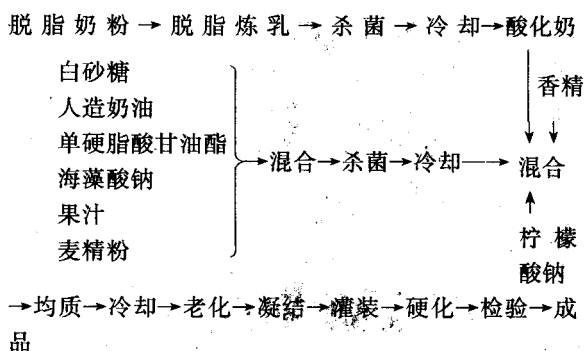 脱脂奶粉→脱脂炼乳→杀菌→冷却→酸化奶
白砂糖
香精
人造奶油
单硬脂酸甘油酯
→混合→杀菌→冷却→混合
海藻酸钠
果汁
柠檬
麦精粉
酸钠
→均质→冷却→老化→凝结→灌装→硬化→检验→成
品